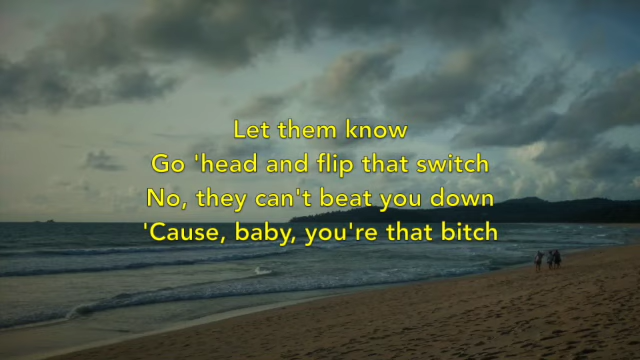 Let them know
Go 'head and flip that switch
No, they can't beat you down
'Cause, baby, you're that bitch